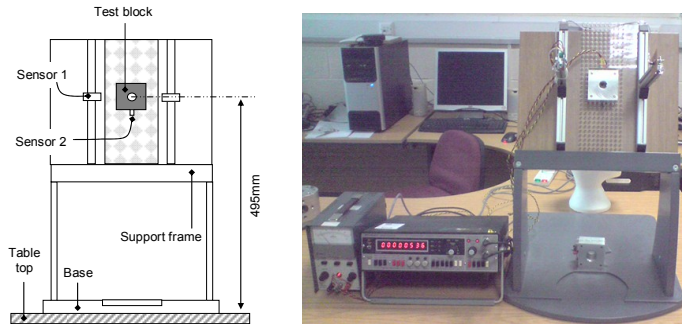 Test block
Sensor 1
Sensor 2
495mm
Support frame
Table
top
Base
00000536